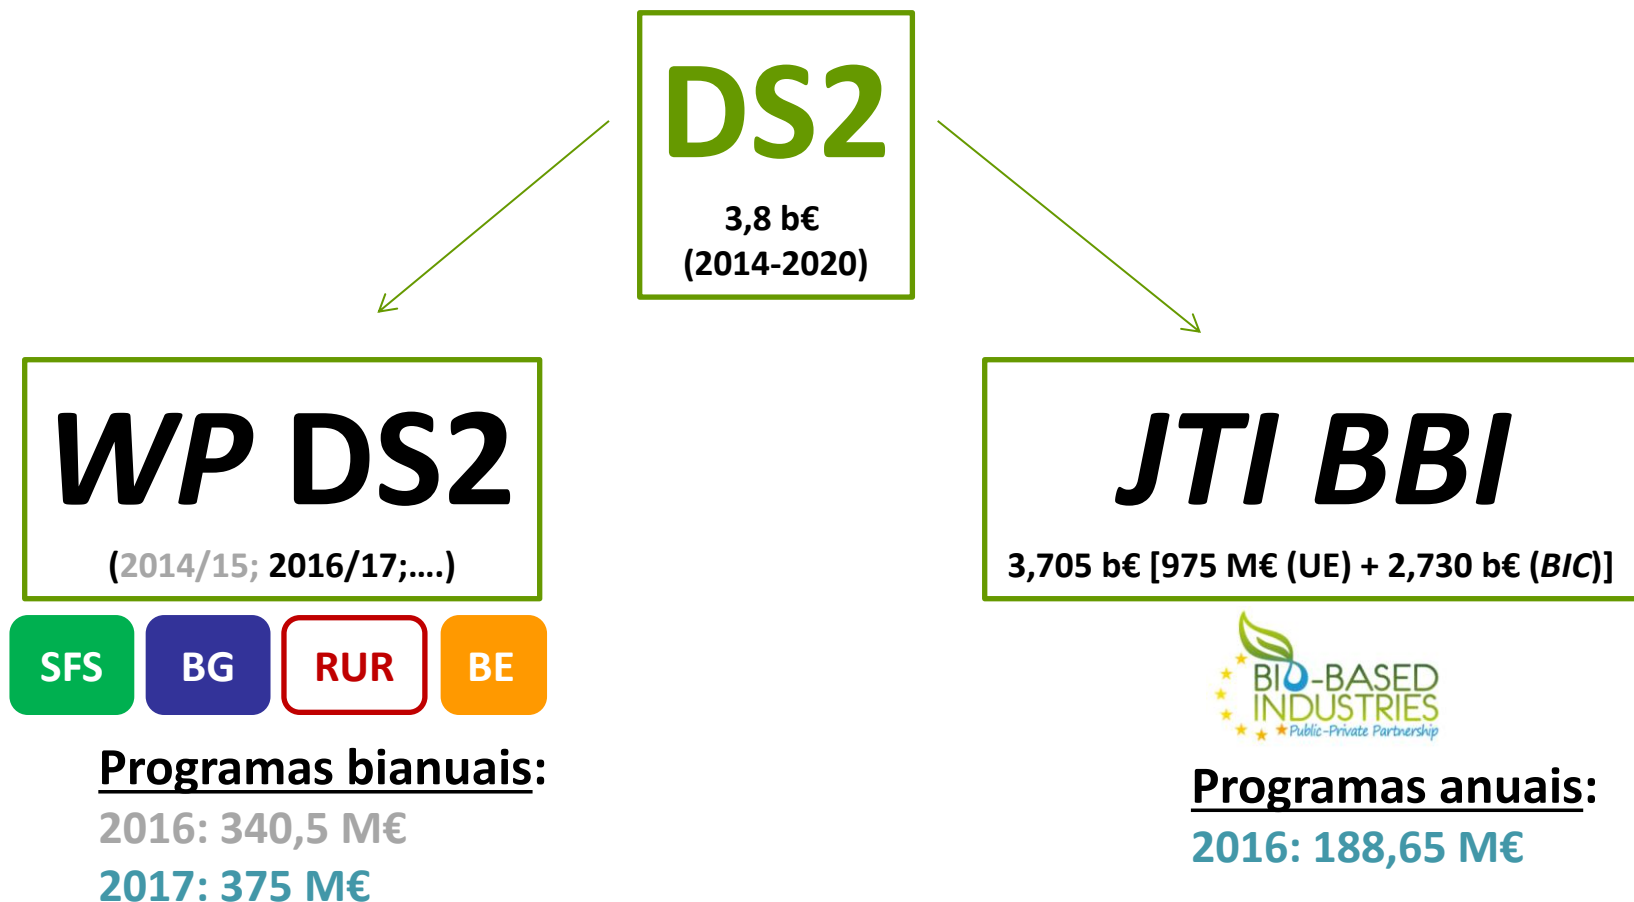 DS2
3,8 b€
(2014-2020)
WP DS2
(2014/15; 2016/17;....)
SFS
BG
RUR
BE
Programas bianuais:
2016: 340,5 M€
2017: 375 M€
JTI BBI
3,705 b€ [975 M€ (UE) + 2,730 b€ (BIC)]
BIO-BASED
INDUSTRIES
Public-Private Partnership
Programas anuais:
2016: 188,65 M€